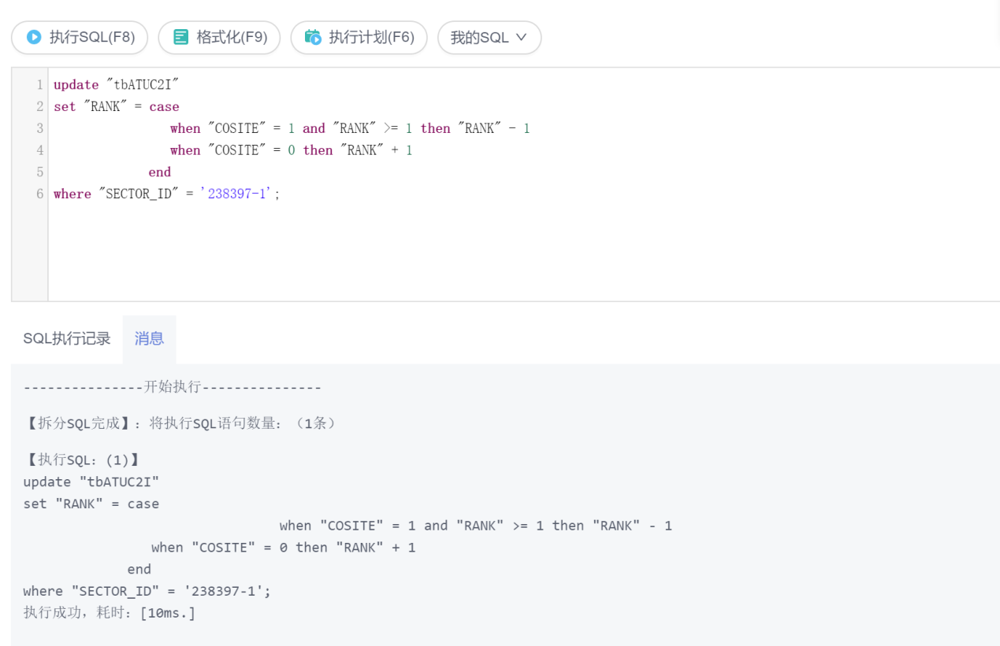 执行SQL(F8) 格式化(F9) 执行计划(F6) 我的SQL
1 update "tbATUC2I"
2 set "RANK" = case
3 when "COSITE" = 1 and "RANK" >= 1 then "RANK" - 1
4 when "COSITE" = 0 then "RANK" + 1
5 end
6 where "SECTOR_ID" = '238397-1';
SQL执行记录 消息
---------------开始执行---------------
【拆分SQL完成】：将执行SQL语句数量：（1条）
【执行SQL：(1)】
update "tbATUC2I"
set "RANK" = case
when "COSITE" = 1 and "RANK" >= 1 then "RANK" - 1
when "COSITE" = 0 then "RANK" + 1
end
where "SECTOR_ID" = '238397-1';
执行成功，耗时：[10ms.]